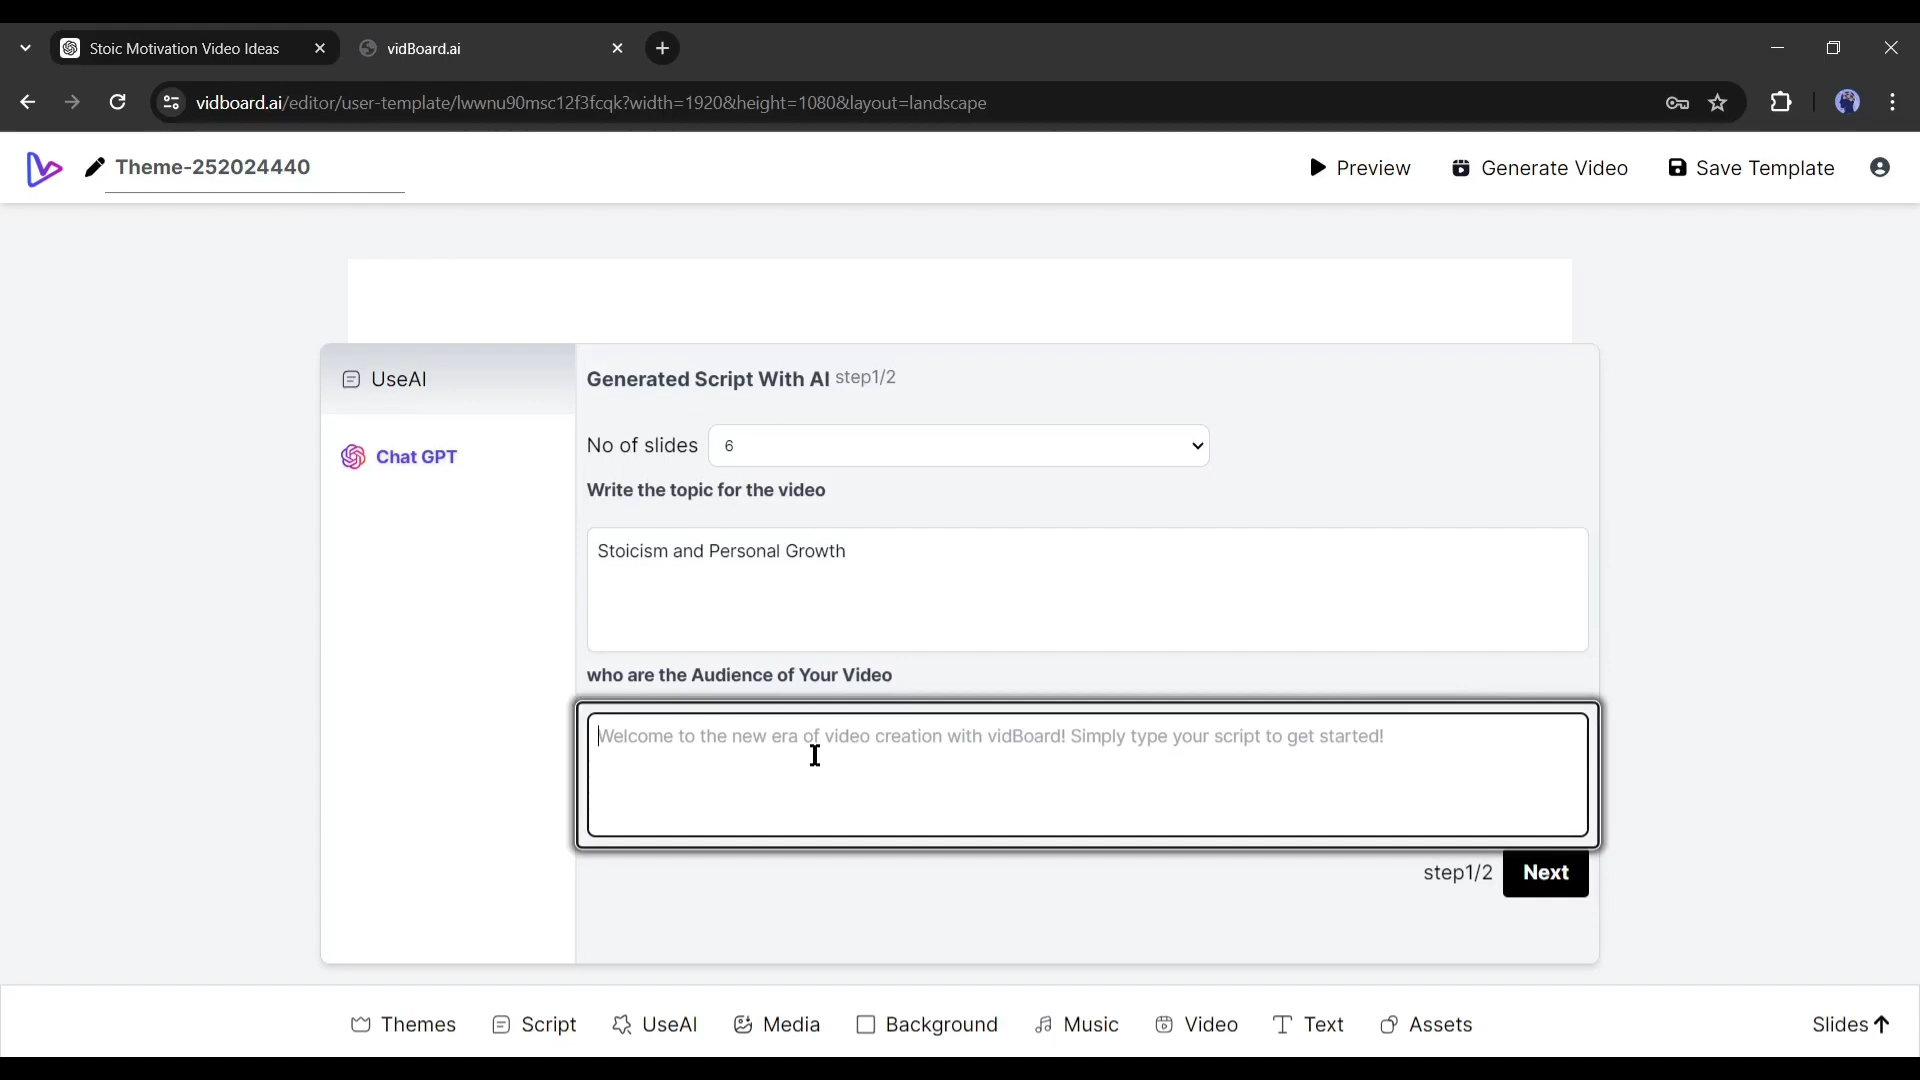 Stoic Motivation Video Ideas
vidBoard.ai
vidboard.ai/editor/user-template/lwwnu90msc12f3fcqk?width=1920&height=1080&layout=landscape
Theme-252024440
Preview
Generate Video
Save Template
UseAI
Chat GPT
Generated Script With AI step1/2
No of slides 6
Write the topic for the video
Stoicism and Personal Growth
who are the Audience of Your Video
Welcome to the new era of video creation with vidBoard! Simply type your script to get started!
step1/2 Next
Themes
Script
UseAI
Media
Background
Music
Video
Text
Assets
Slides